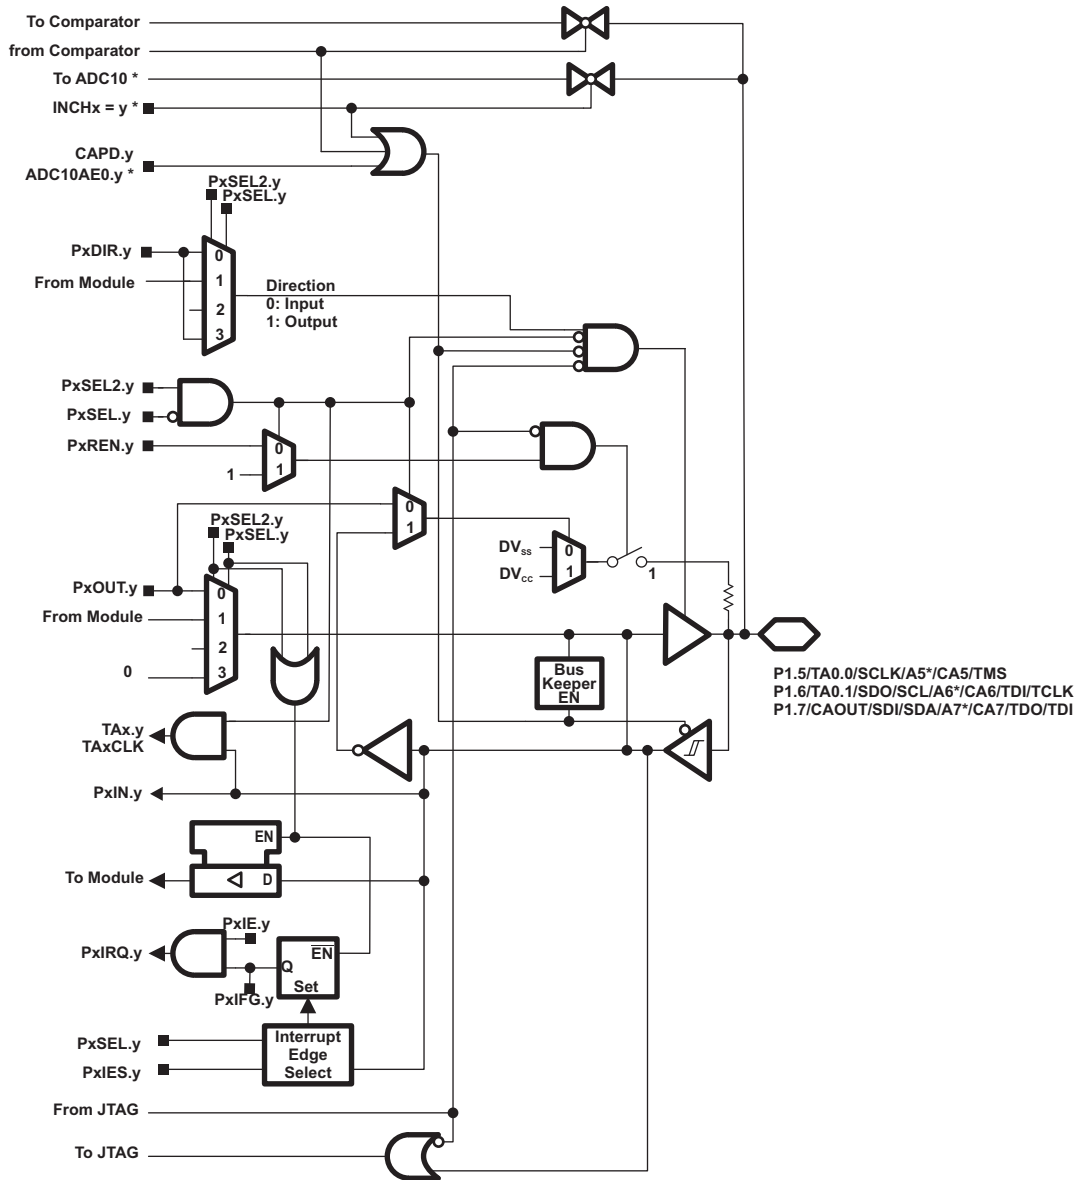 To Comparator
from Comparator
To ADC10 *
INCHx = y *
CAPD.y
ADC10AE0.y *
PxSEL2.y
PxSEL.y
PxDIR.y
0
From Module
1
2
3
Direction
0: Input
1: Output
PxSEL2.y
PxSEL.y
PxREN.y
0
1
1
0
1
PxSEL2.y
PxSEL.y
DVSS
0
DVCC
1
1
PxOUT.y
0
From Module
1
2
0
3
Bus
Keeper
EN
P1.5/TA0.0/SCLK/A5*/CA5/TMS
P1.6/TA0.1/SDO/SCL/A6*/CA6/TDI/TCLK
P1.7/CAOUT/SDI/SDA/A7*/CA7/TDO/TDI
TAx.y
TAxCLK
PxIN.y
EN
To Module
D
PxIE.y
PxIRQ.y
EN
Q
Set
PxIFG.y
PxSEL.y
PxIES.y
Interrupt
Edge
Select
From JTAG
To JTAG